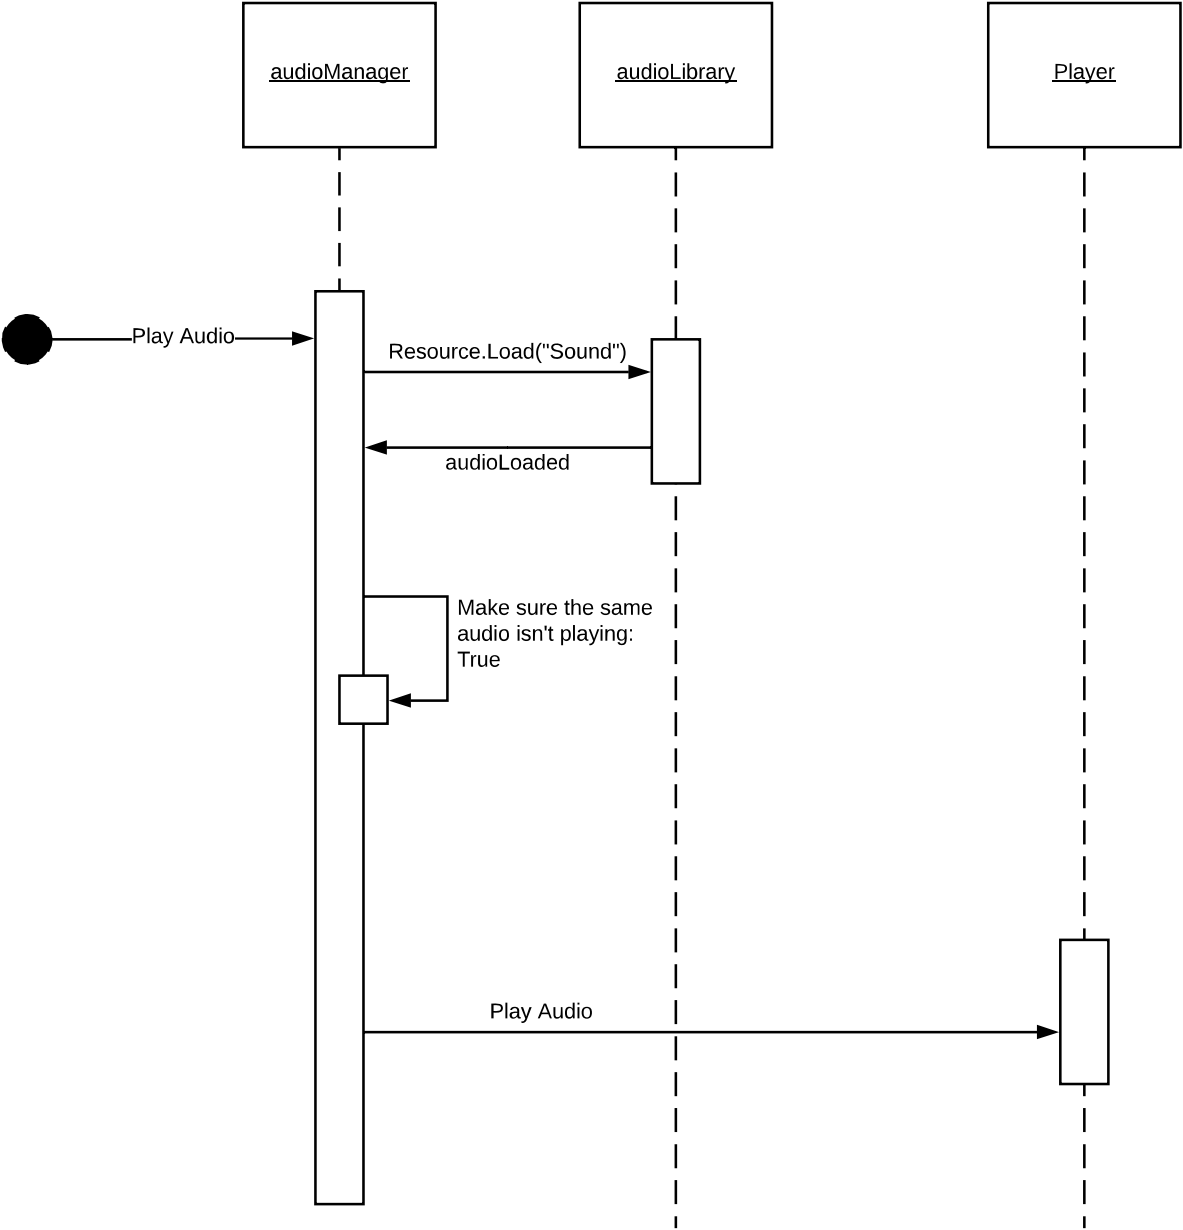 audioManager
audioLibrary
Player
Play Audio
Resource.Load("Sound")
audioLoaded
Make sure the same
audio isn't playing:
True
Play Audio